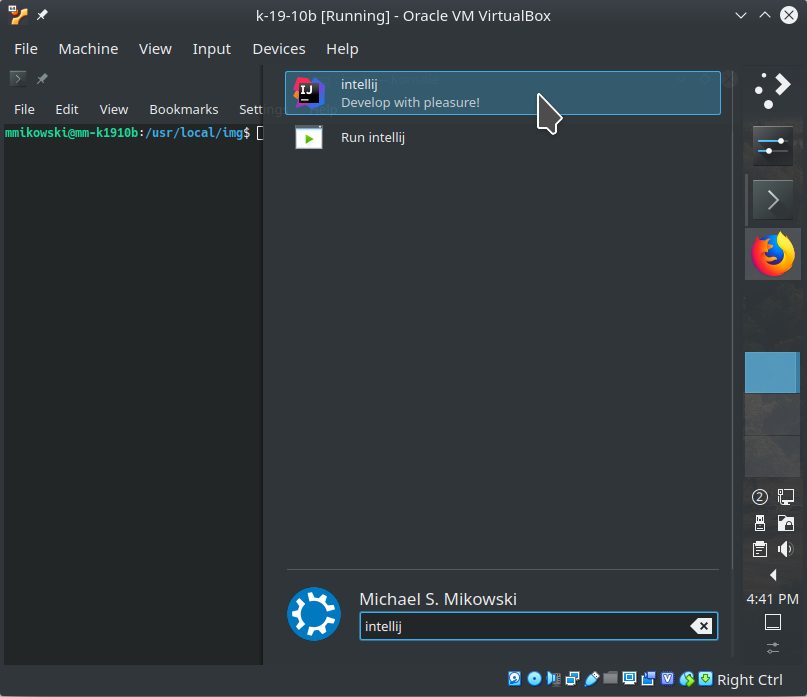 k-19-10b [Running] - Oracle VM VirtualBox
File Machine View Input Devices Help
File Edit View Bookmarks
mmikowski@mm-k1910b:/usr/local/img$
IJ
intellij
Develop with pleasure!
Run intellij
2
4:41 PM
Michael S. Mikowski
intellij
V
Right Ctrl